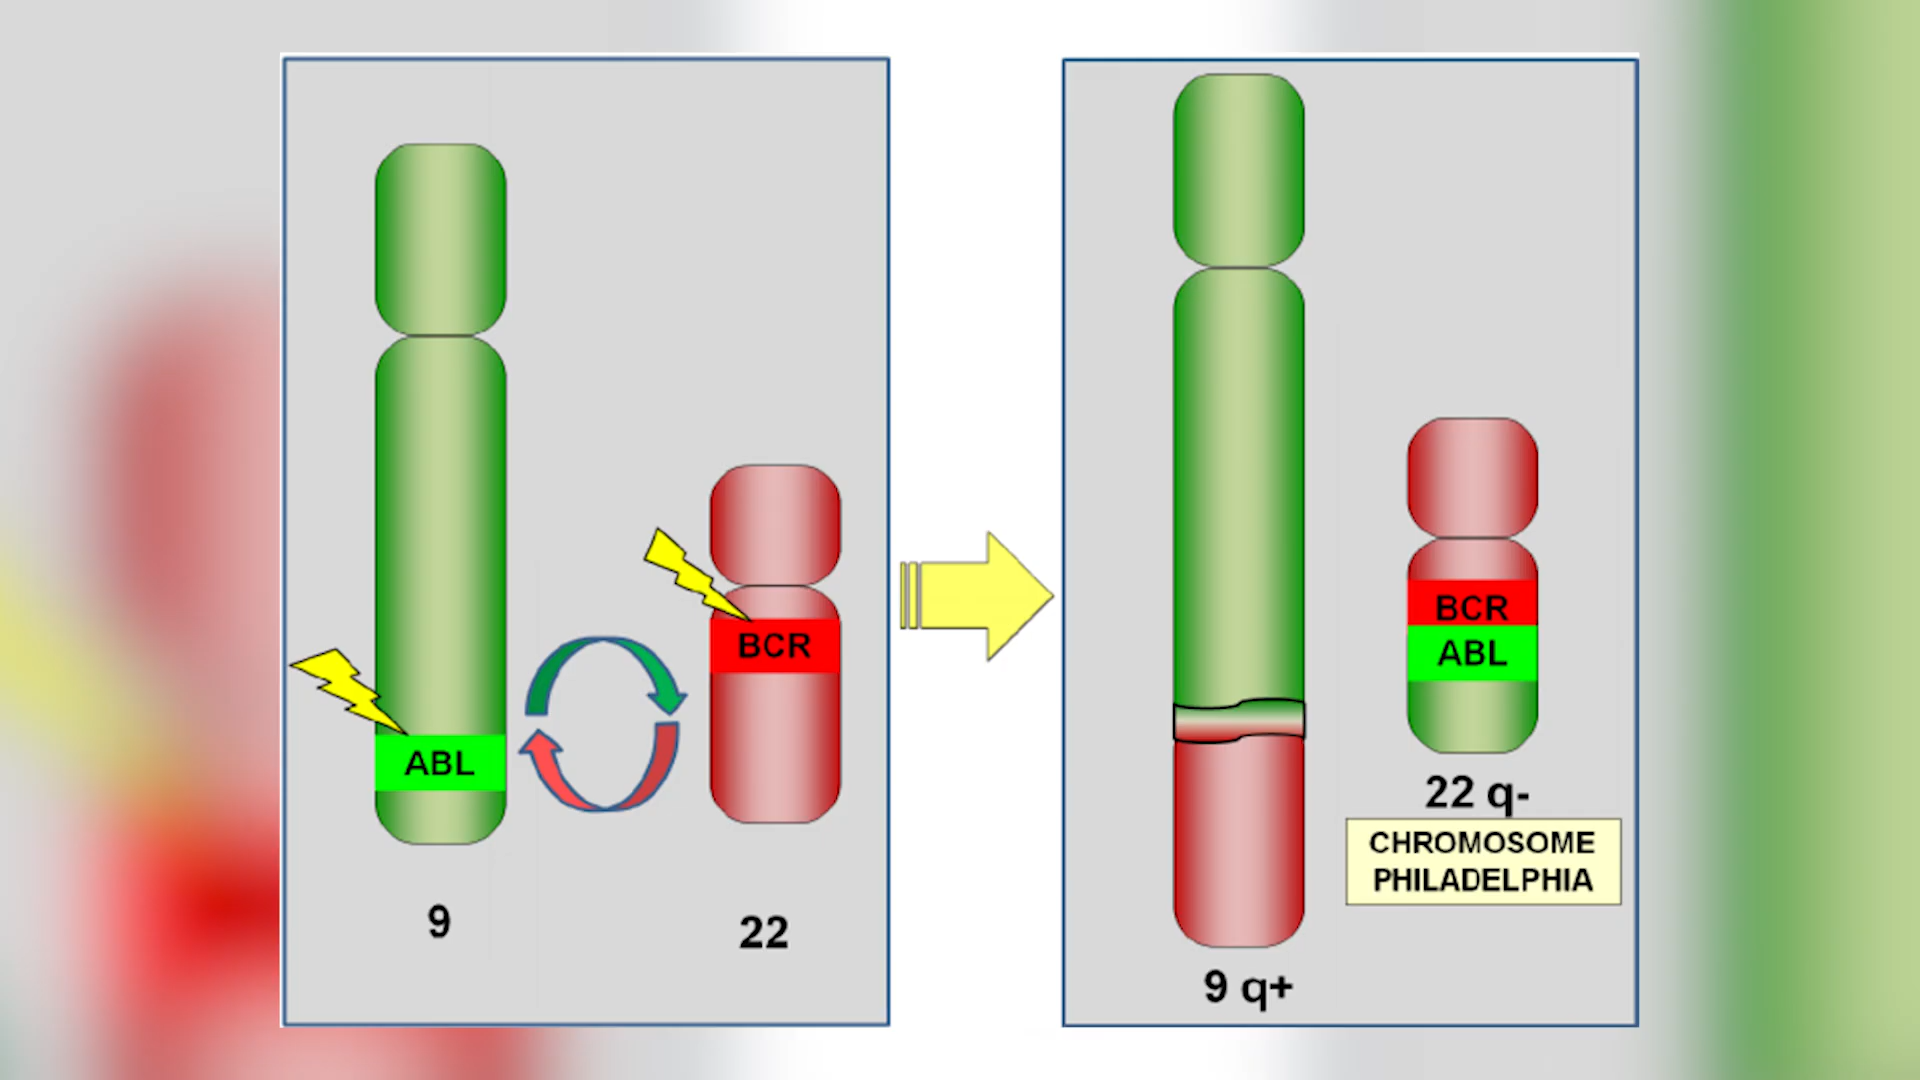 ABL
BCR
9
22
BCR
ABL
22 q-
CHROMOSOME
PHILADELPHIA
9 q+